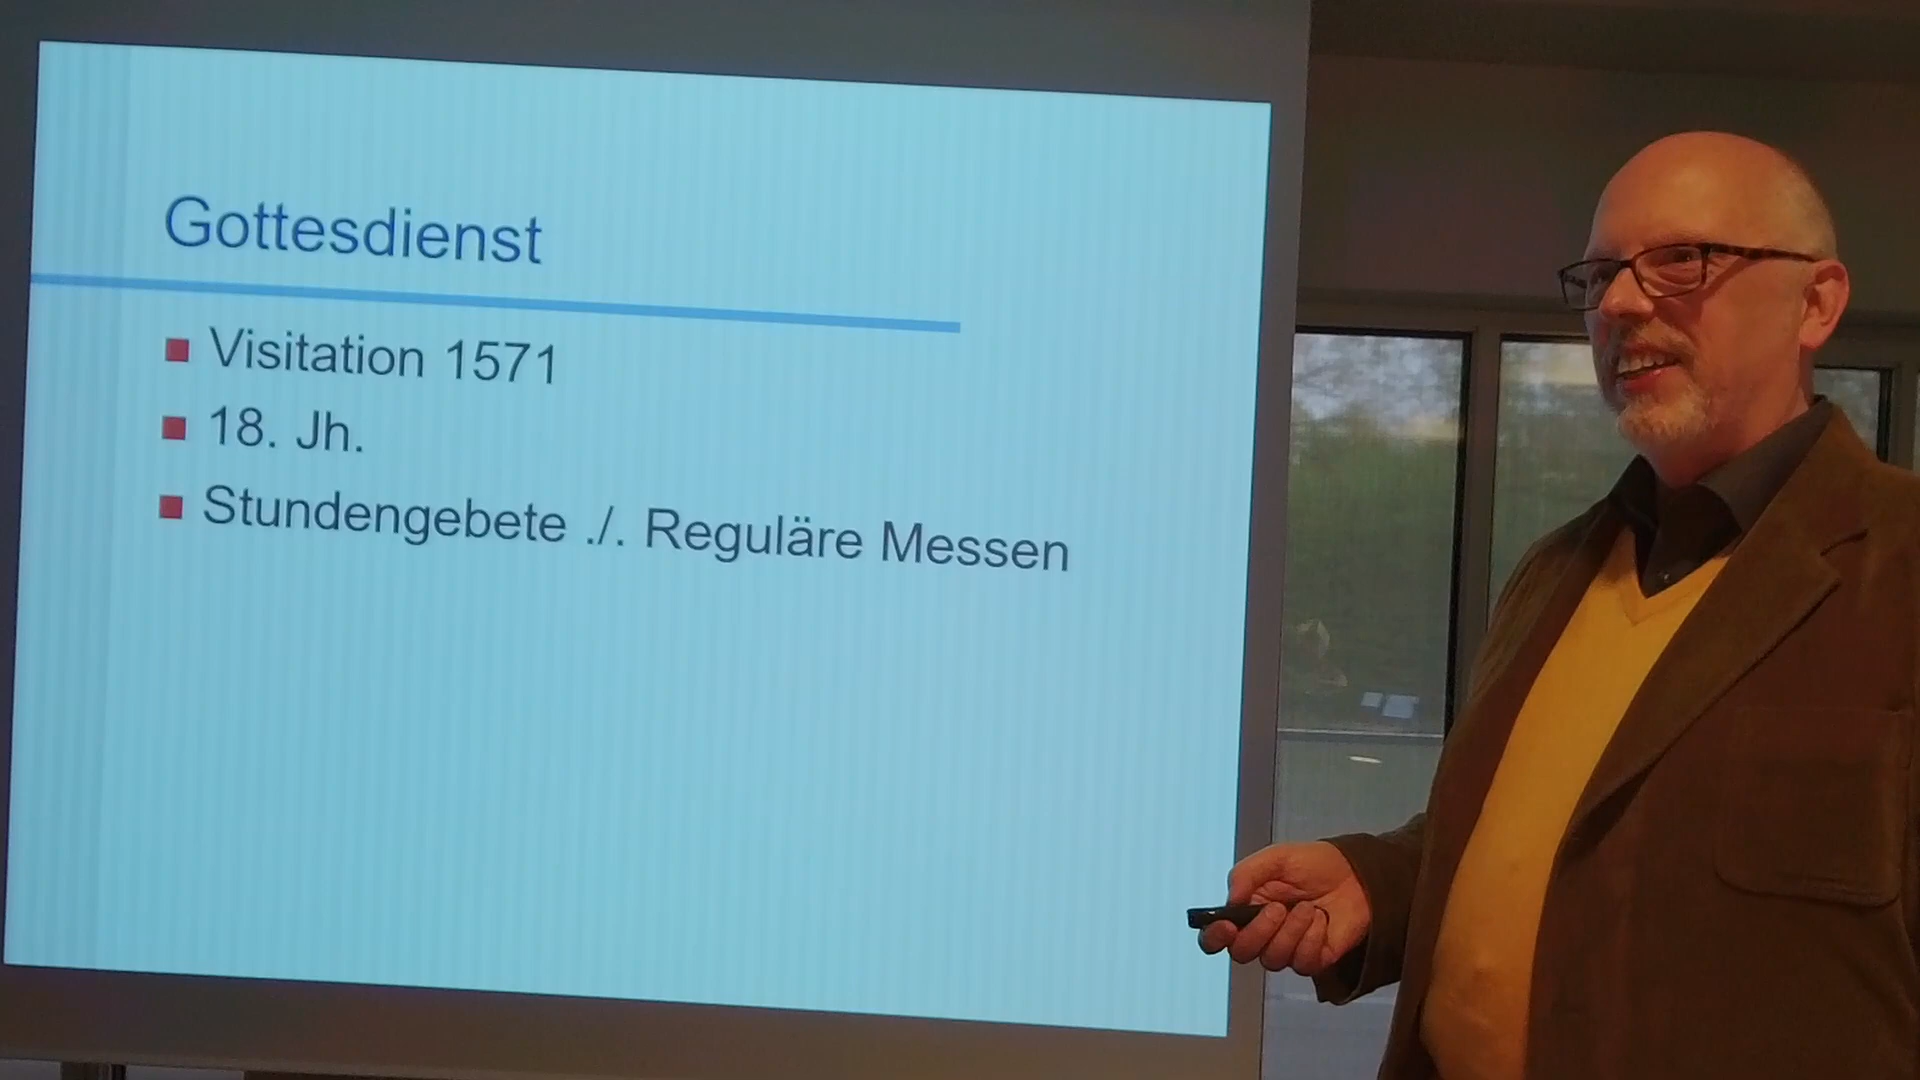 Gottesdienst
Visitation 1571
18. Jh.
Stundengebete ./. Reguläre Messen